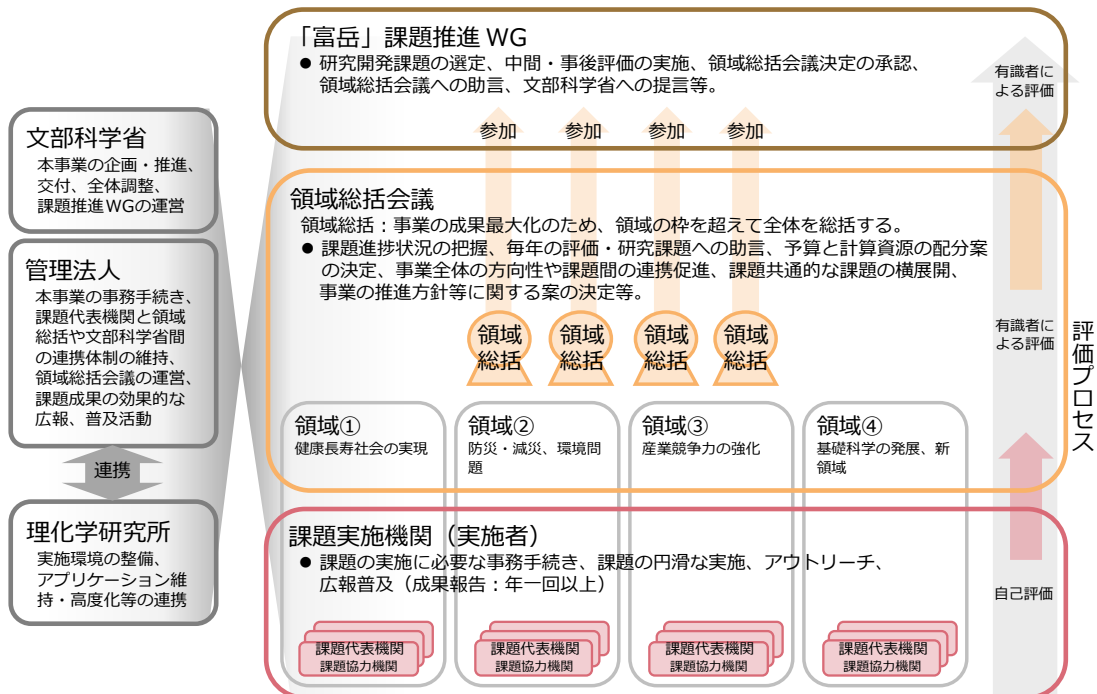 「富岳」課題推進 WG
● 研究開発課題の選定、中間・事後評価の実施、領域総括会議決定の承認、
領域総括会議への助言、文部科学省への提言等。
参加
参加
参加
参加
有識者に
よる評価
文部科学省
本事業の企画・推進、
交付、全体調整、
課題推進WGの運営
管理法人
本事業の事務手続き、
課題代表機関と領域
総括や文部科学省間
の連携体制の維持、
領域総括会議の運営、
課題成果の効果的な
広報、普及活動
連携
理化学研究所
実施環境の整備、
アプリケーション維
持・高度化等の連携
領域総括会議
領域総括：事業の成果最大化のため、領域の枠を超えて全体を総括する。
● 課題進捗状況の把握、毎年の評価・研究課題への助言、予算と計算資源の配分案
の決定、事業全体の方向性や課題間の連携促進、課題共通的な課題の横展開、
事業の推進方針等に関する案の決定等。
領域
総括
領域
総括
領域
総括
領域
総括
有識者に
よる評価
評価プロセス
領域①
健康長寿社会の実現
領域②
防災・減災、環境問
題
領域③
産業競争力の強化
領域④
基礎科学の発展、新
領域
課題実施機関（実施者）
● 課題の実施に必要な事務手続き、課題の円滑な実施、アウトリーチ、
広報普及（成果報告：年一回以上）
自己評価
課題代表機関
課題協力機関
課題代表機関
課題協力機関
課題代表機関
課題協力機関
課題代表機関
課題協力機関